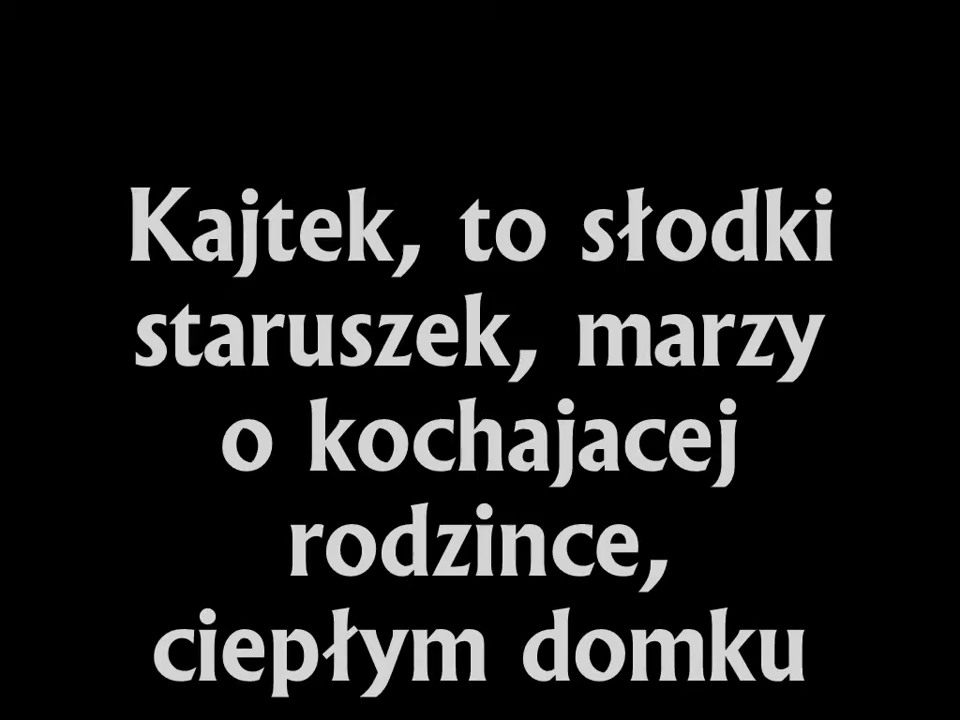 Kajtek, to słodki
staruszek, marzy
o kochajacej
rodzince,
ciepłym domku